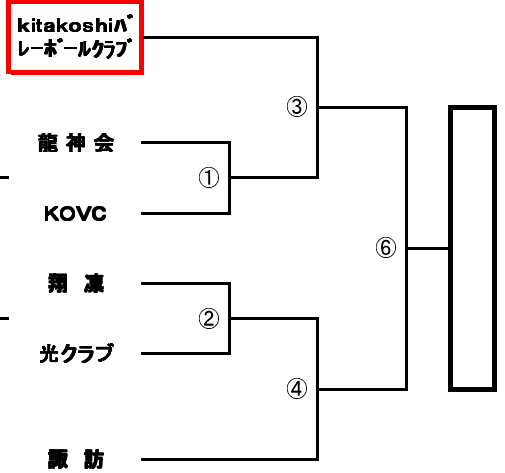 kitakoshiバ
レーボールクラブ
③
龍神会
①
KOVC
⑥
翔凜
②
光クラブ
④
諏訪